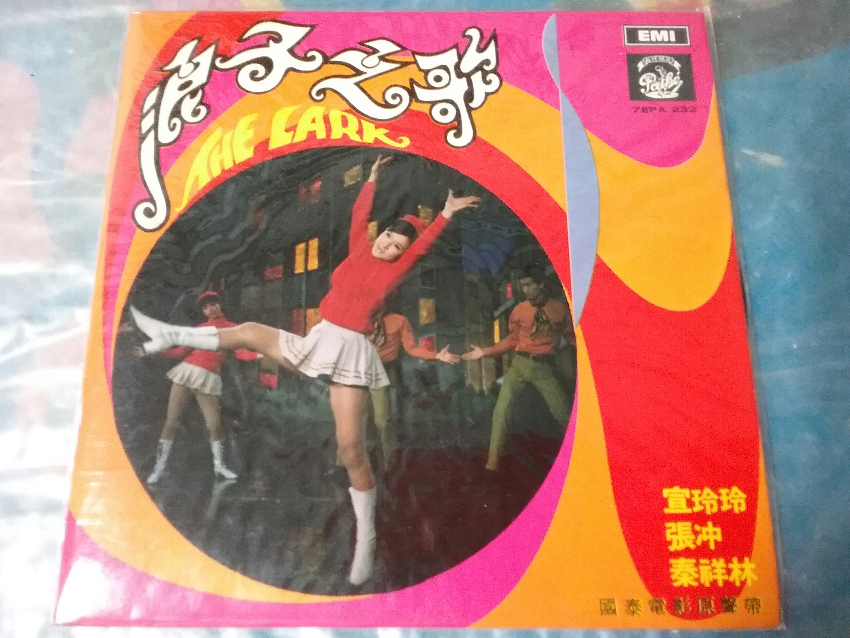 浪子之歌
THE LARK
EMI
Pathé
7EPA 232
宣玲玲
張冲
泰祥林
國泰電影原聲帶